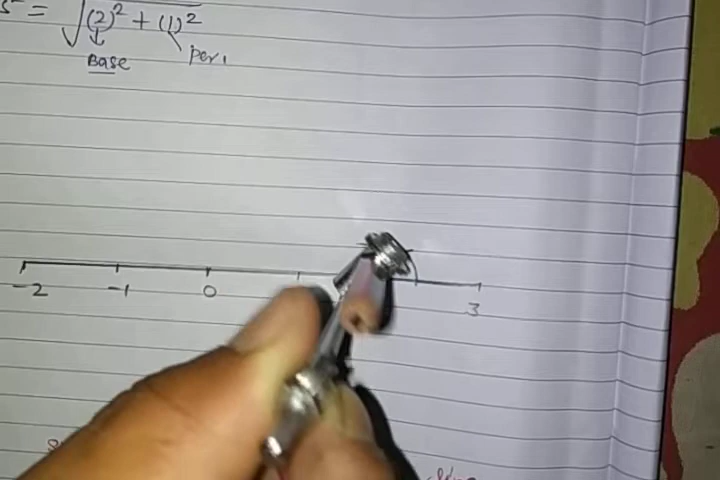 = √(2)² + (1)²
Base per.
-2 -1 0 3